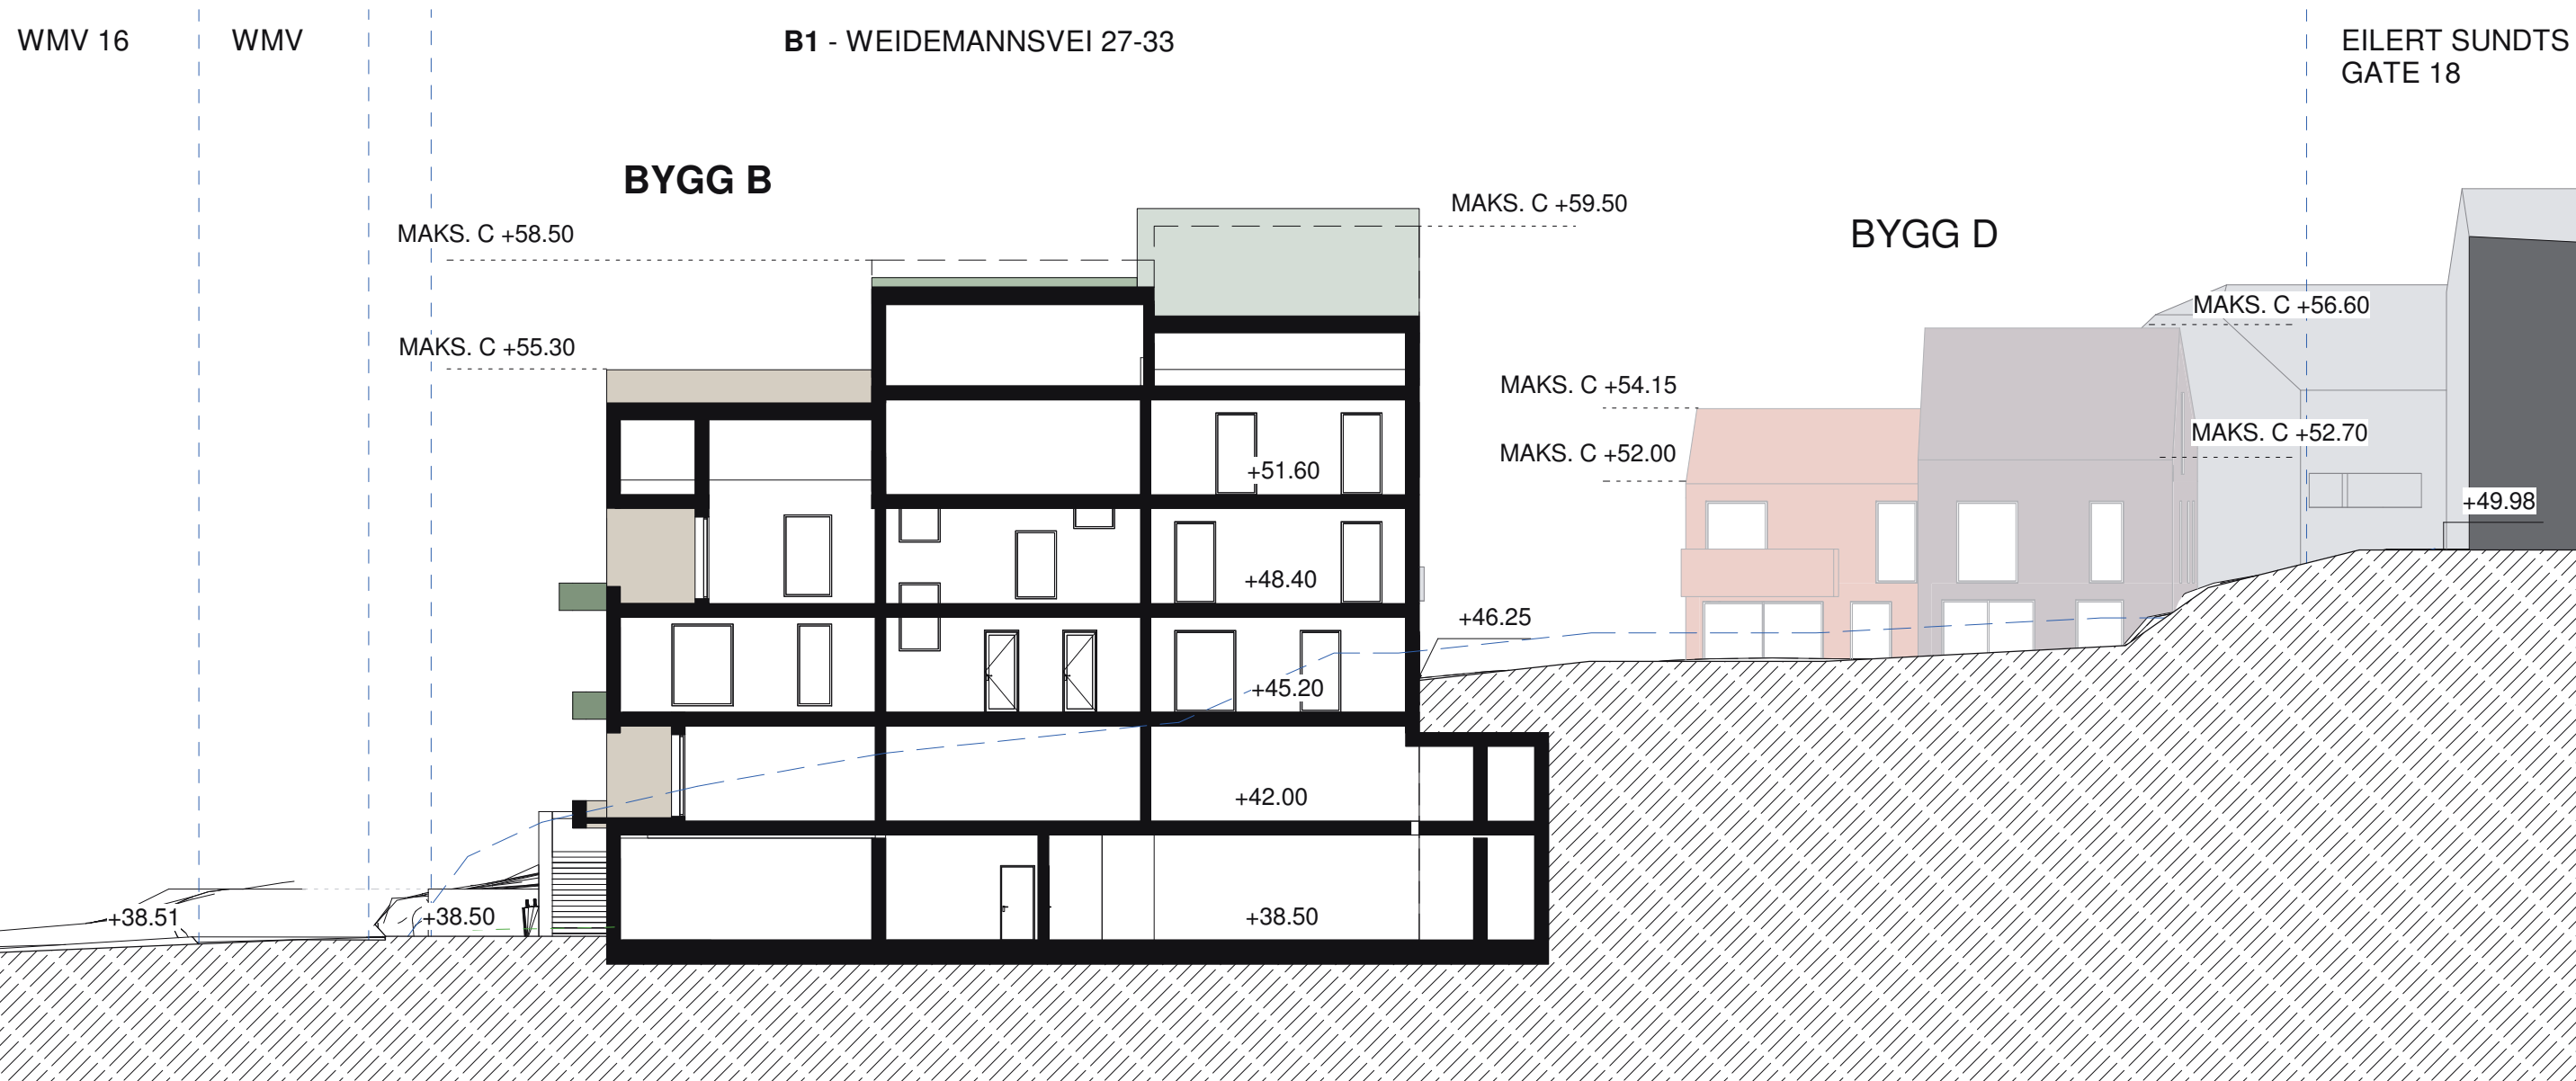 WMV 16
WMV
B1 - WEIDEMANNSVEI 27-33
EILERT SUNDTS
GATE 18
BYGG B
MAKS. C +59.50
MAKS. C +58.50
BYGG D
MAKS. C +56.60
MAKS. C +55.30
MAKS. C +54.15
MAKS. C +52.70
MAKS. C +52.00
+51.60
+49.98
+48.40
+46.25
+45.20
+42.00
+38.51
+38.50
+38.50